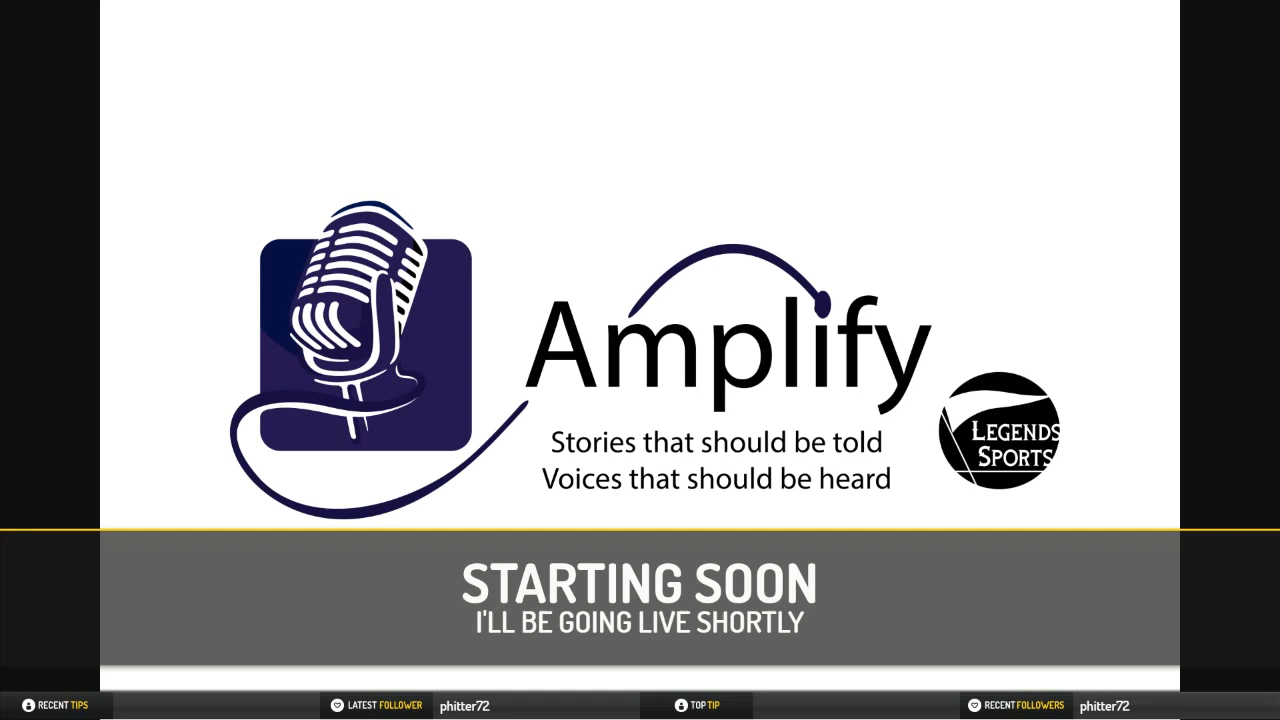 Amplify
Stories that should be told
Voices that should be heard
LEGENDS
SPORTS
STARTING SOON
I'LL BE GOING LIVE SHORTLY
RECENT TIPS
LATEST FOLLOWER phitter72
TOP TIP
RECENT FOLLOWERS phitter72